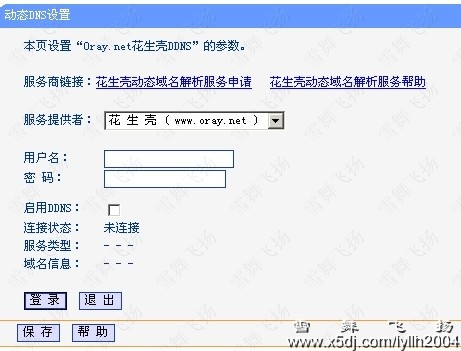 动态DNS设置
本页设置“Oray.net花生壳DDNS”的参数。
服务商链接：花生壳动态域名解析服务申请 花生壳动态域名解析服务帮助
服务提供者：花 生 壳 ( www.oray.net )
用户名：
密 码：
启用DDNS：
连接状态： 未连接
服务类型： - - -
域名信息： - - -
登 录 退 出
保 存 帮 助
雪 舞 飞 扬
www.x5dj.com/lyllh2004